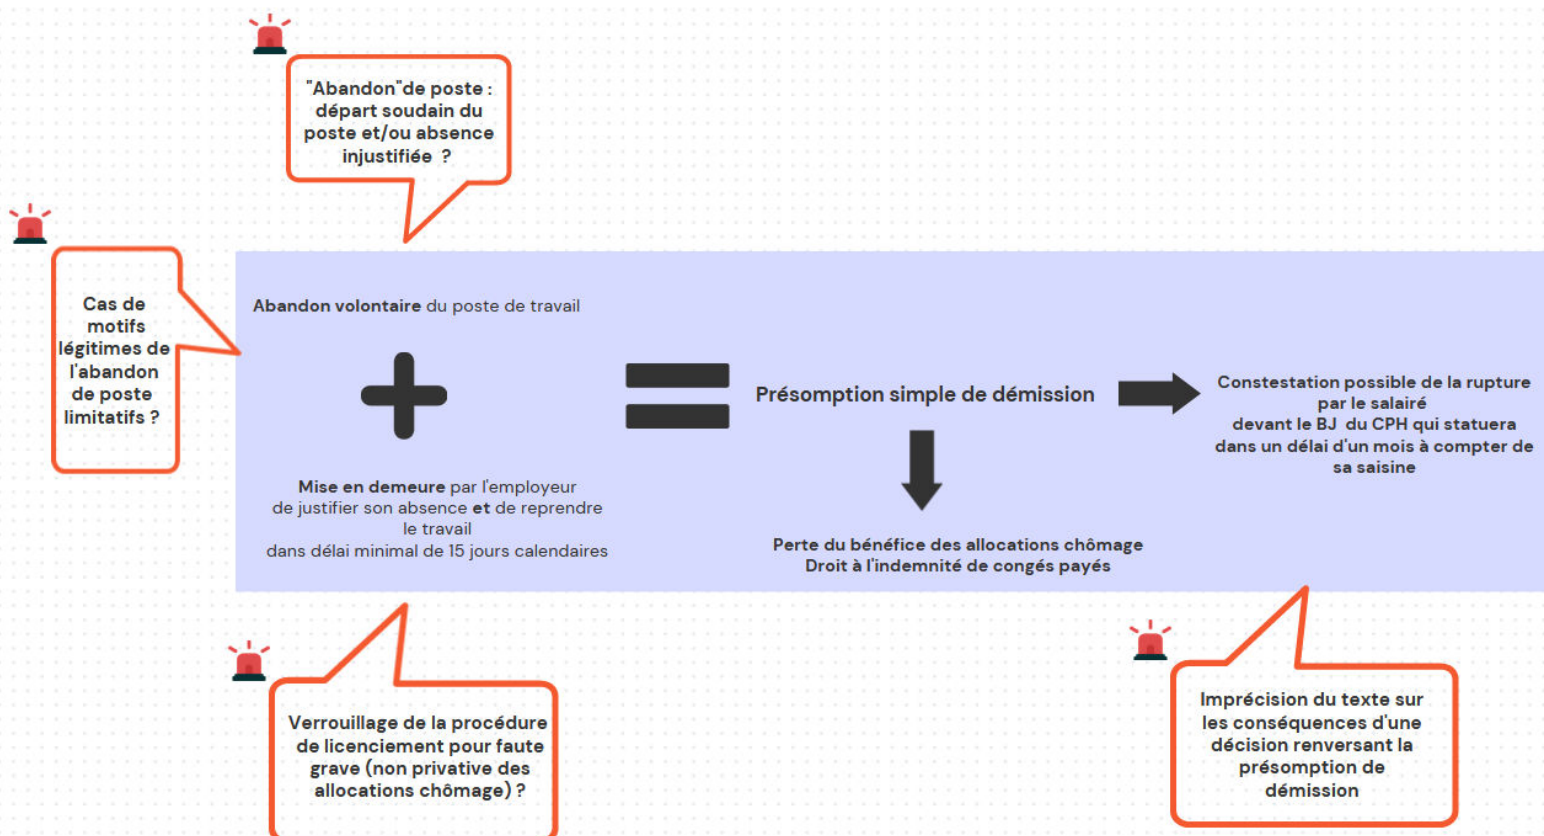 "Abandon"de poste :
départ soudain du
poste et/ou absence
injustifiée ?
Cas de
motifs
légitimes de
l'abandon
de poste
limitatifs ?
Abandon volontaire du poste de travail
Mise en demeure par l'employeur
de justifier son absence et de reprendre
le travail
dans délai minimal de 15 jours calendaires
Présomption simple de démission
Perte du bénéfice des allocations chômage
Droit à l'indemnité de congés payés
Constestation possible de la rupture
par le salairé
devant le BJ du CPH qui statuera
dans un délai d'un mois à compter de
sa saisine
Verrouillage de la procédure
de licenciement pour faute
grave (non privative des
allocations chômage) ?
Imprécision du texte sur
les conséquences d'une
décision renversant la
présomption de
démission